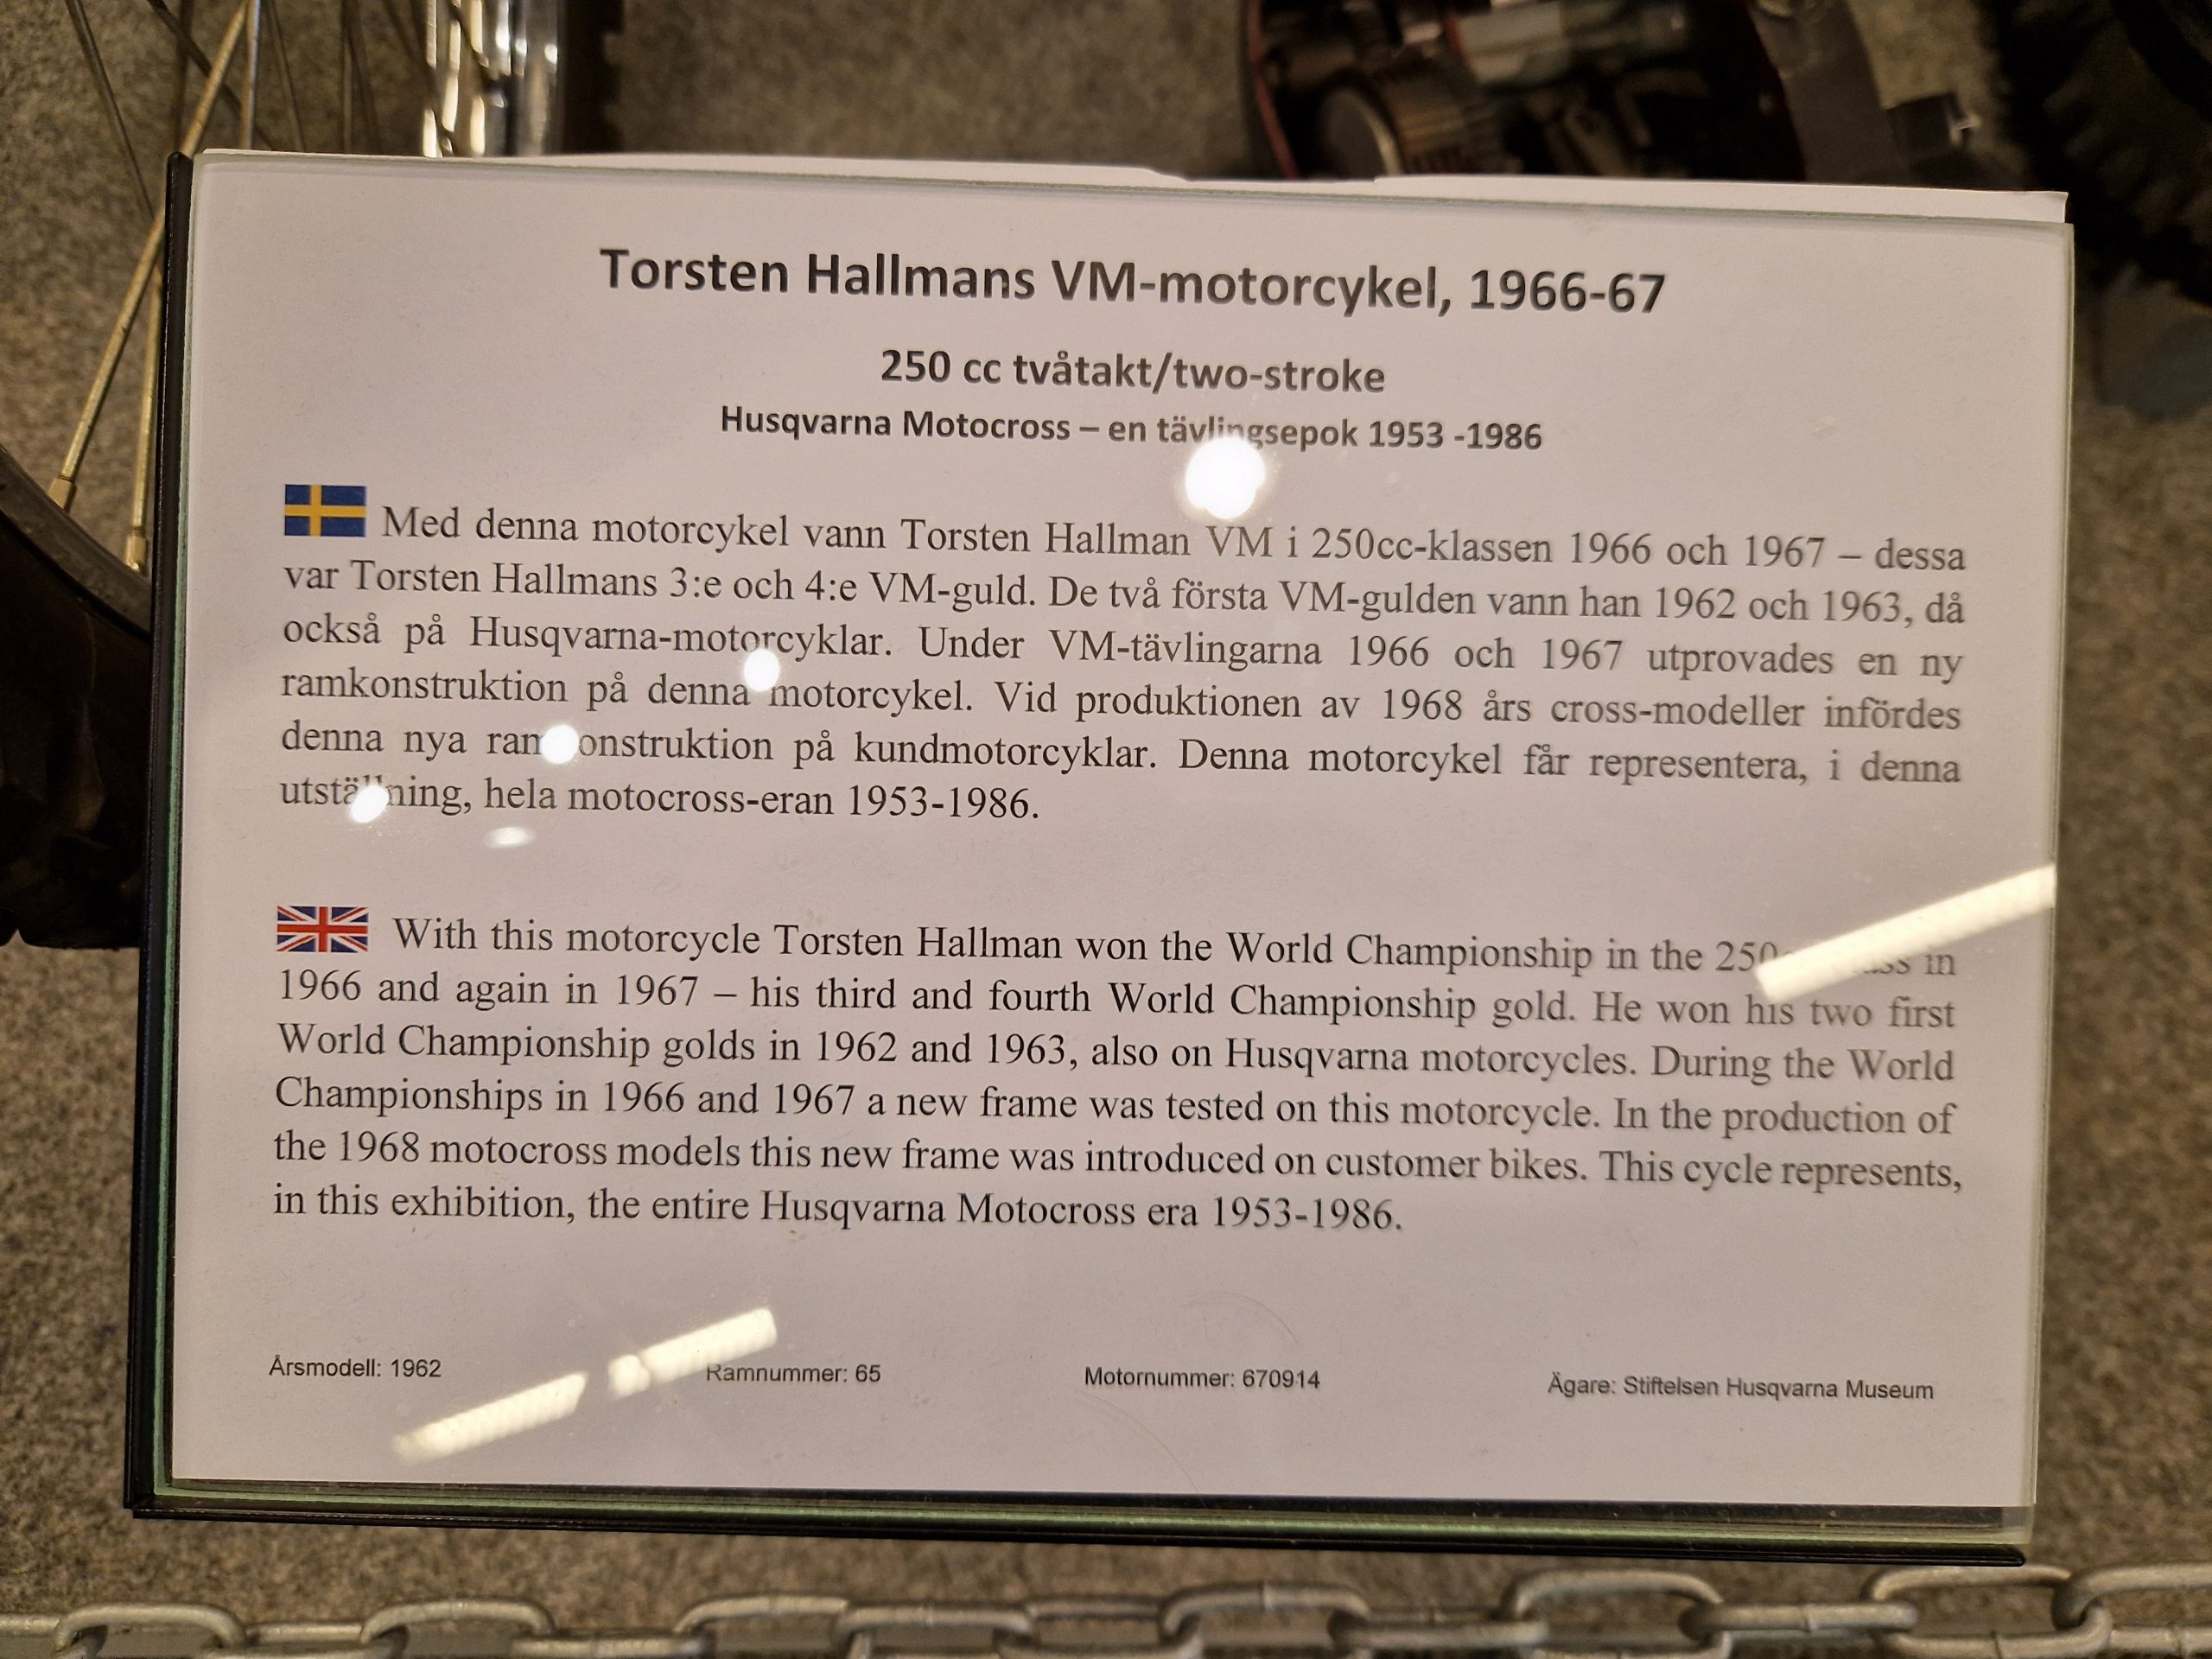 Torsten Hallmans VM-motorcykel, 1966-67
250 cc tvåtakt/two-stroke
Husqvarna Motocross – en tävlingsepok 1953 -1986
Med denna motorcykel vann Torsten Hallman VM i 250cc-klassen 1966 och 1967 – dessa
var Torsten Hallmans 3:e och 4:e VM-guld. De två första VM-gulden vann han 1962 och 1963, då
också på Husqvarna-motorcyklar. Under VM-tävlingarna 1966 och 1967 utprovades en ny
ramkonstruktion på denna motorcykel. Vid produktionen av 1968 års cross-modeller infördes
denna nya ramkonstruktion på kundmotorcyklar. Denna motorcykel får representera, i denna
utställning, hela motocross-eran 1953-1986.
With this motorcycle Torsten Hallman won the World Championship in the in
1966 and again in 1967 – his third and fourth World Championship gold. He won his two first
World Championship golds in 1962 and 1963, also on Husqvarna motorcycles. During the World
Championships in 1966 and 1967 a new frame was tested on this motorcycle. In the production of
the 1968 motocross models this new frame was introduced on customer bikes. This cycle represents,
in this exhibition, the entire Husqvarna Motocross era 1953-1986.
Årsmodell: 1962 Ramnummer: 65 Motornummer: 670914 Ägare: Stiftelsen Husqvarna Museum